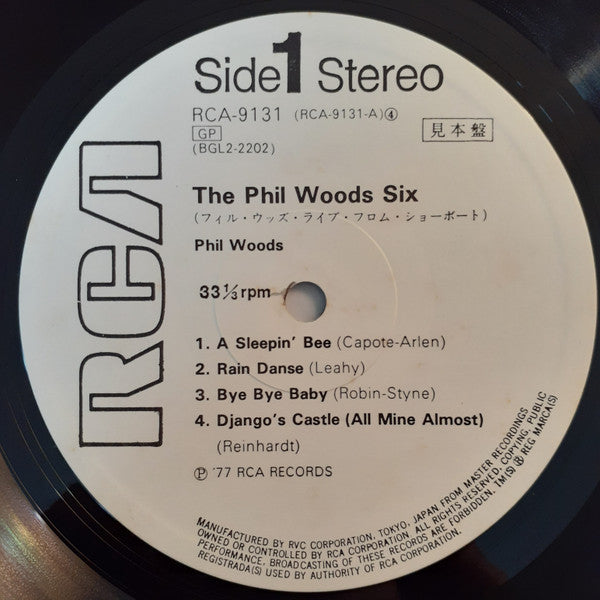 RCA
Side 1 Stereo
RCA-9131 (RCA-9131-A)④
GP
(BGL2-2202)
見本盤
The Phil Woods Six
(フィル・ウッズ・ライブ・フロム・ショーボート)
Phil Woods
33⅓rpm
1. A Sleepin' Bee (Capote-Arlen)
2. Rain Danse (Leahy)
3. Bye Bye Baby (Robin-Styne)
4. Django's Castle (All Mine Almost)
(Reinhardt)
Ⓟ '77 RCA RECORDS
MANUFACTURED BY RVC CORPORATION, TOKYO, JAPAN, FROM MASTER RECORDINGS
OWNED OR CONTROLLED BY RCA CORPORATION. ALL RIGHTS RESERVED, COPYING, PUBLIC
PERFORMANCE, BROADCASTING OF THESE RECORDS ARE FORBIDDEN. TM(S) ® REG MARCA(S)
REGISTRADA(S) USED BY AUTHORITY OF RCA CORPORATION.